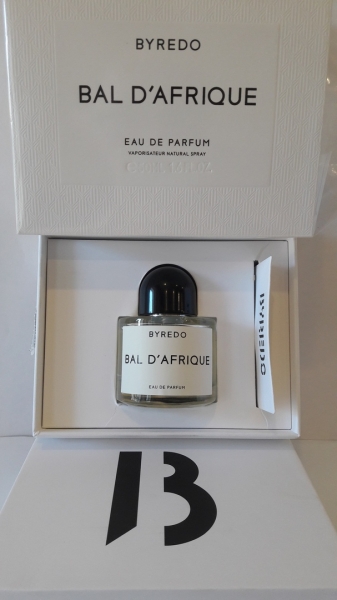 BYREDO
BAL D'AFRIQUE
EAU DE PARFUM
VAPORISATEUR NATURAL SPRAY
BYREDO
BYREDO
BAL D'AFRIQUE
EAU DE PARFUM
B